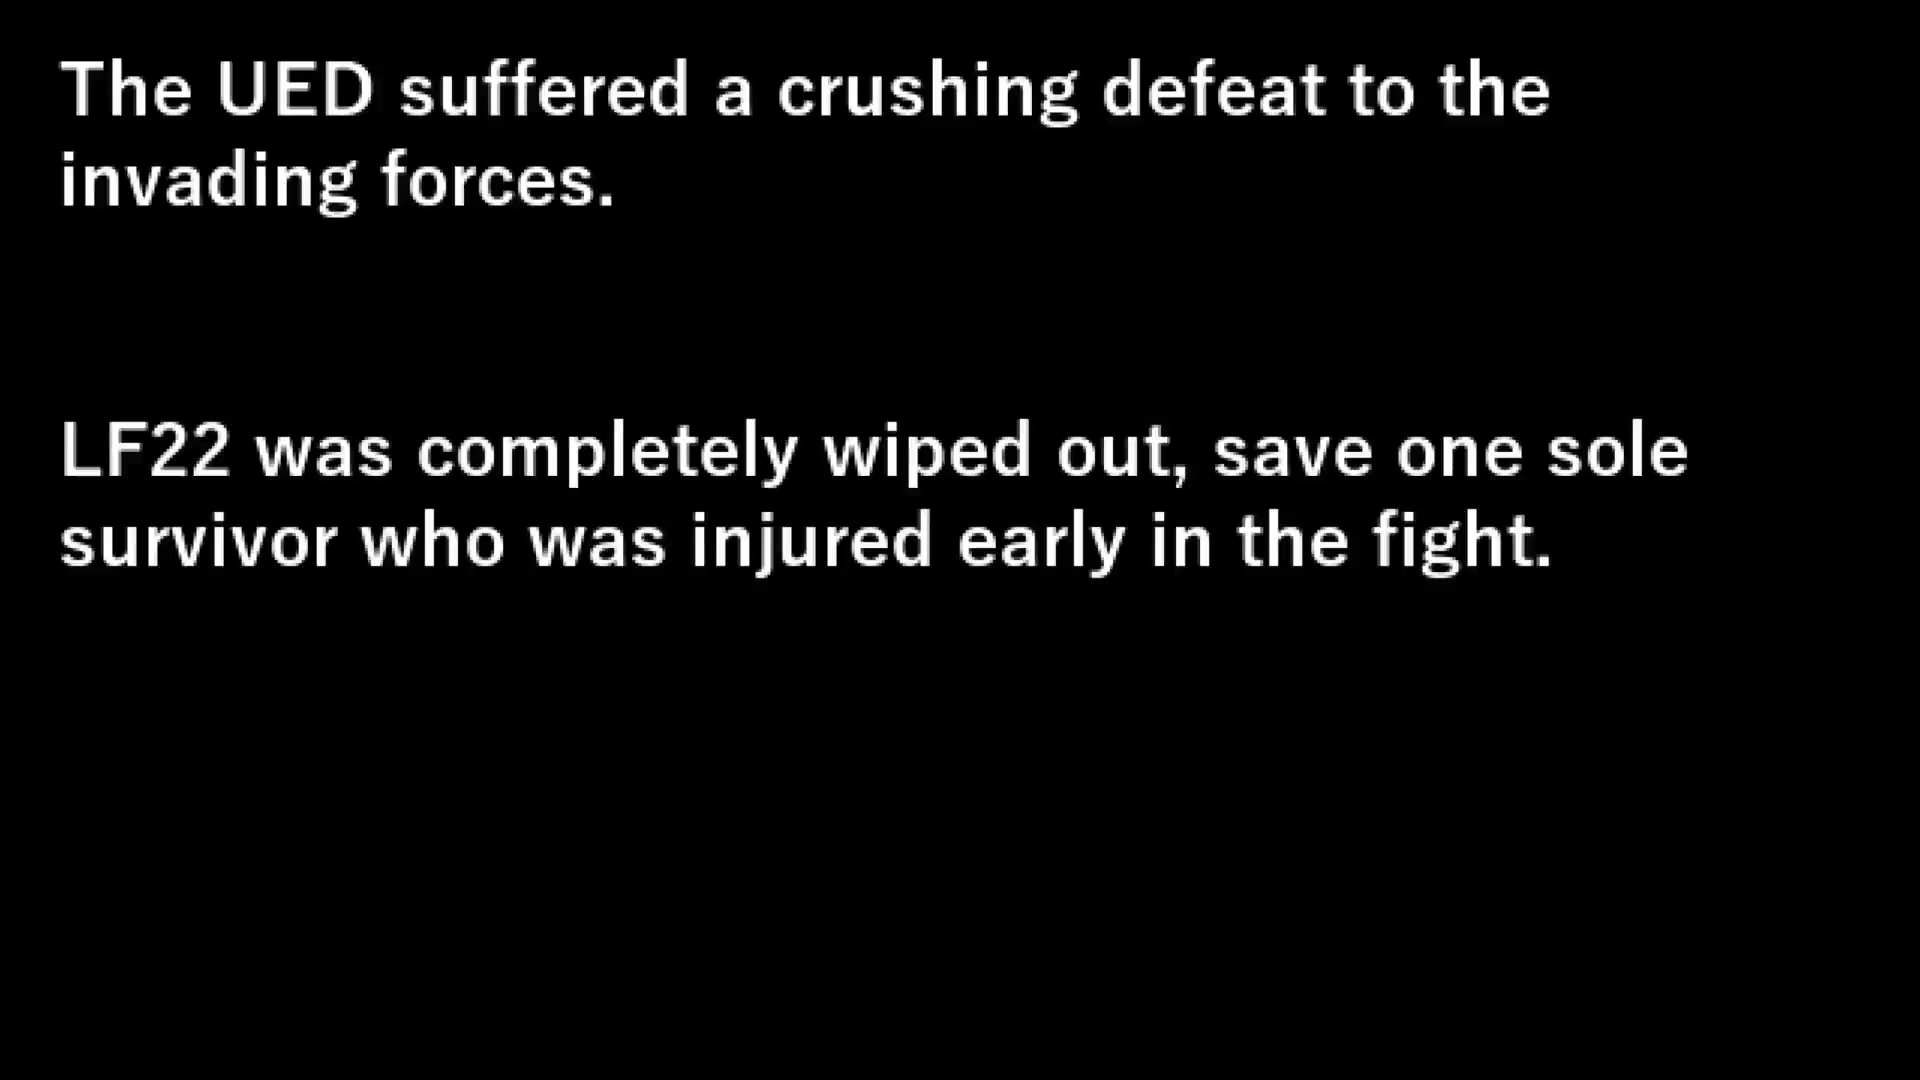 The UED suffered a crushing defeat to the
invading forces.
LF22 was completely wiped out, save one sole
survivor who was injured early in the fight.